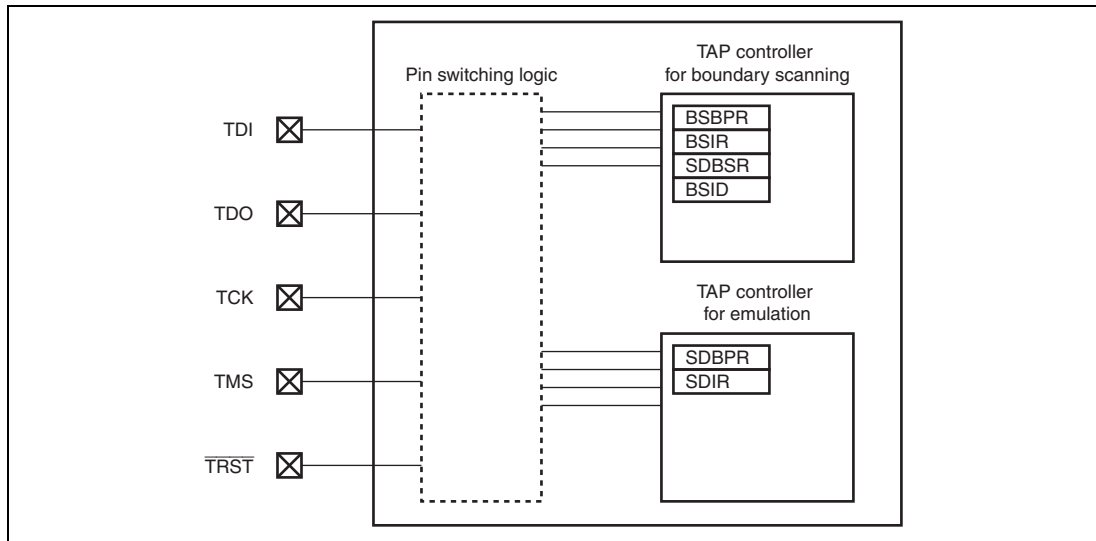 TAP controller
for boundary scanning
Pin switching logic
BSBPR
BSIR
SDBSR
BSID
TDI
TDO
TCK
TMS
TRST
TAP controller
for emulation
SDBPR
SDIR